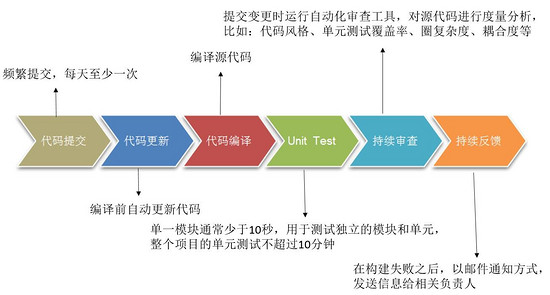 提交变更时运行自动化审查工具，对源代码进行度量分析，
比如：代码风格、单元测试覆盖率、圈复杂度、耦合度等
编译源代码
频繁提交，每天至少一次
代码提交
代码更新
代码编译
Unit Test
持续审查
持续反馈
编译前自动更新代码
单一模块通常少于10秒，用于测试独立的模块和单元，
整个项目的单元测试不超过10分钟
在构建失败之后，以邮件通知方式，
发送信息给相关负责人